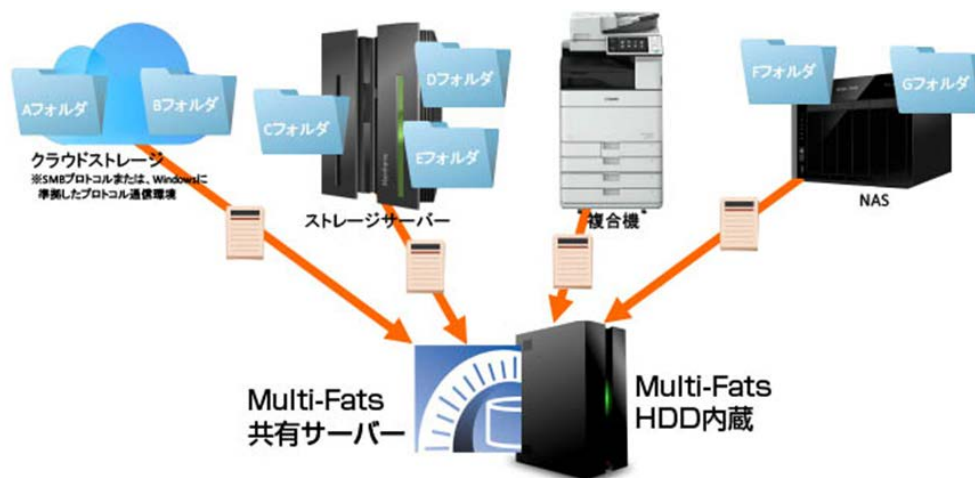 Aフォルダ
Bフォルダ
Cフォルダ
Dフォルダ
Eフォルダ
Fフォルダ
Gフォルダ
クラウドストレージ
※SMBプロトコルまたは、Windowsに
準拠したプロトコル通信環境
ストレージサーバー
複合機*
NAS
Multi-Fats
共有サーバー
Multi-Fats
HDD内蔵